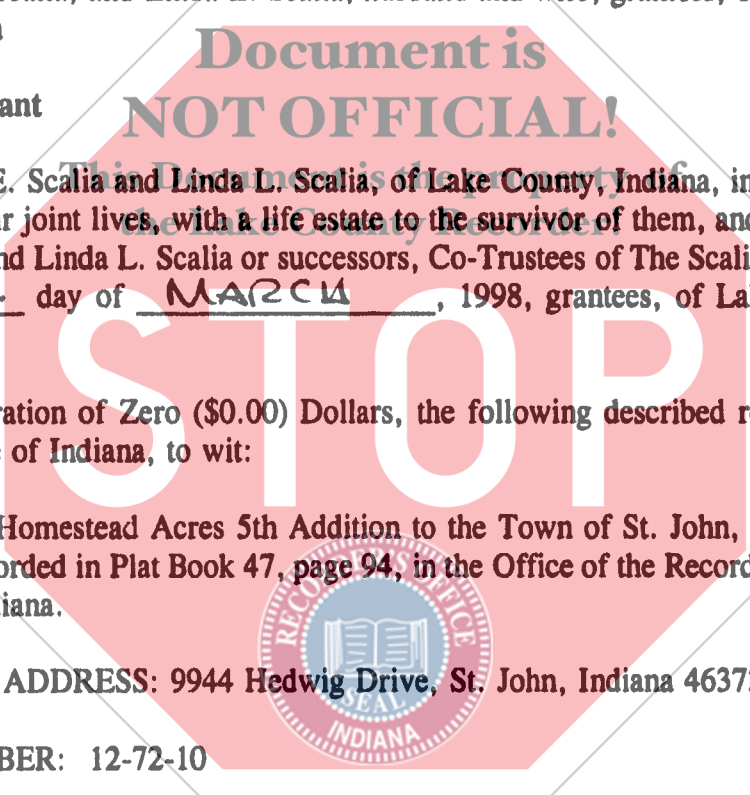 Document is
NOT OFFICIAL!
This Document is the property of
the Lake County Recorder!
STOP
ant
E. Scalia and Linda L. Scalia, of Lake County, Indiana, in
r joint lives, with a life estate to the survivor of them, and
nd Linda L. Scalia or successors, Co-Trustees of The Scali
day of MARCH, 1998, grantees, of La
ration of Zero ($0.00) Dollars, the following described r
e of Indiana, to wit:
Homestead Acres 5th Addition to the Town of St. John,
orded in Plat Book 47, page 94, in the Office of the Record
diana.
ADDRESS: 9944 Hedwig Drive, St. John, Indiana 4637
BER: 12-72-10
RECORDER'S OFFICE
SEAL
INDIANA